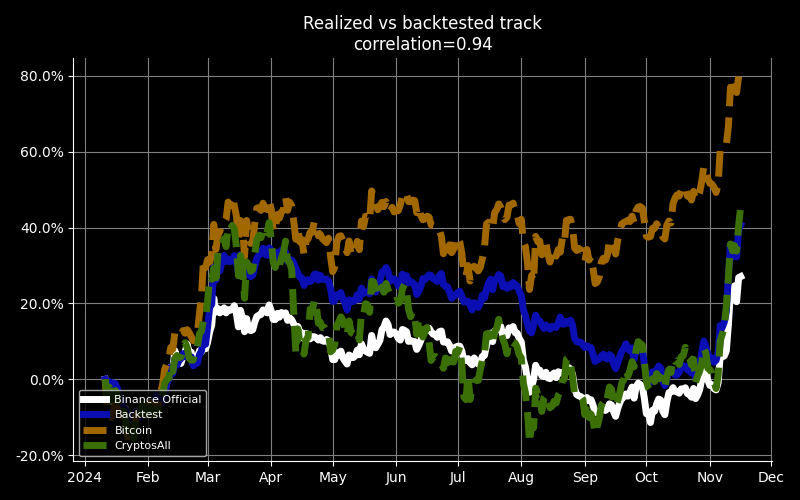 Realized vs backtested track
correlation=0.94
80.0%
60.0%
40.0%
20.0%
0.0%
-20.0%
Binance Official
Backtest
Bitcoin
CryptosAll
2024 Feb Mar Apr May Jun Jul Aug Sep Oct Nov Dec